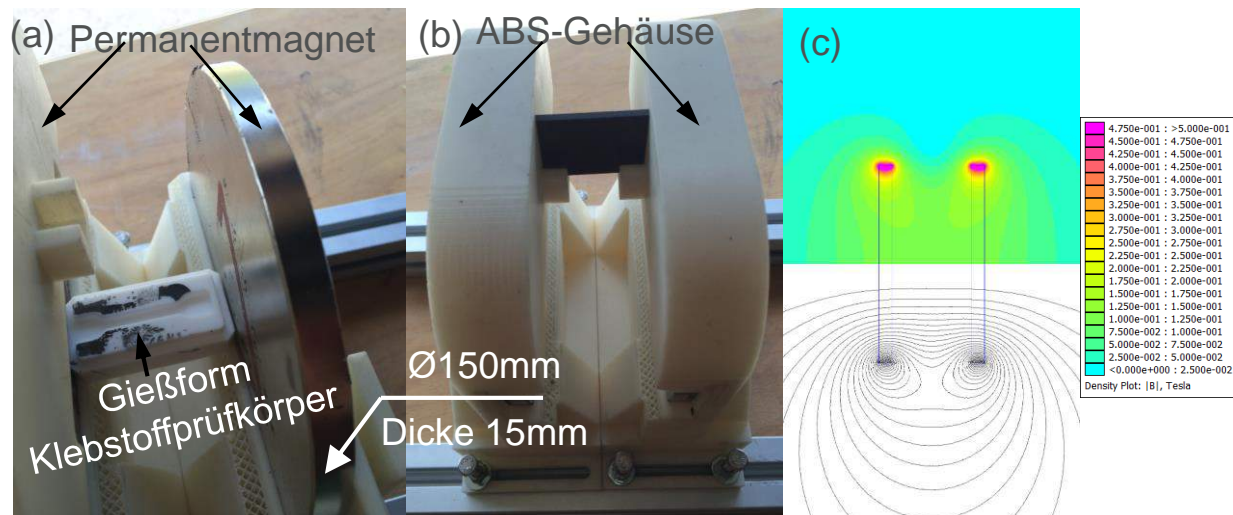 (a) Permanentmagnet
Gießform
Klebstoffprüfkörper
(b) ABS-Gehäuse
Ø150mm
Dicke 15mm
(c)
4.750e-001 : >5.000e-001
4.500e-001 : 4.750e-001
4.250e-001 : 4.500e-001
4.000e-001 : 4.250e-001
3.750e-001 : 4.000e-001
3.500e-001 : 3.750e-001
3.250e-001 : 3.500e-001
3.000e-001 : 3.250e-001
2.750e-001 : 3.000e-001
2.500e-001 : 2.750e-001
2.250e-001 : 2.500e-001
2.000e-001 : 2.250e-001
1.750e-001 : 2.000e-001
1.500e-001 : 1.750e-001
1.250e-001 : 1.500e-001
1.000e-001 : 1.250e-001
7.500e-002 : 1.000e-001
5.000e-002 : 7.500e-002
2.500e-002 : 5.000e-002
<0.000e+000 : 2.500e-002
Density Plot: |B|, Tesla